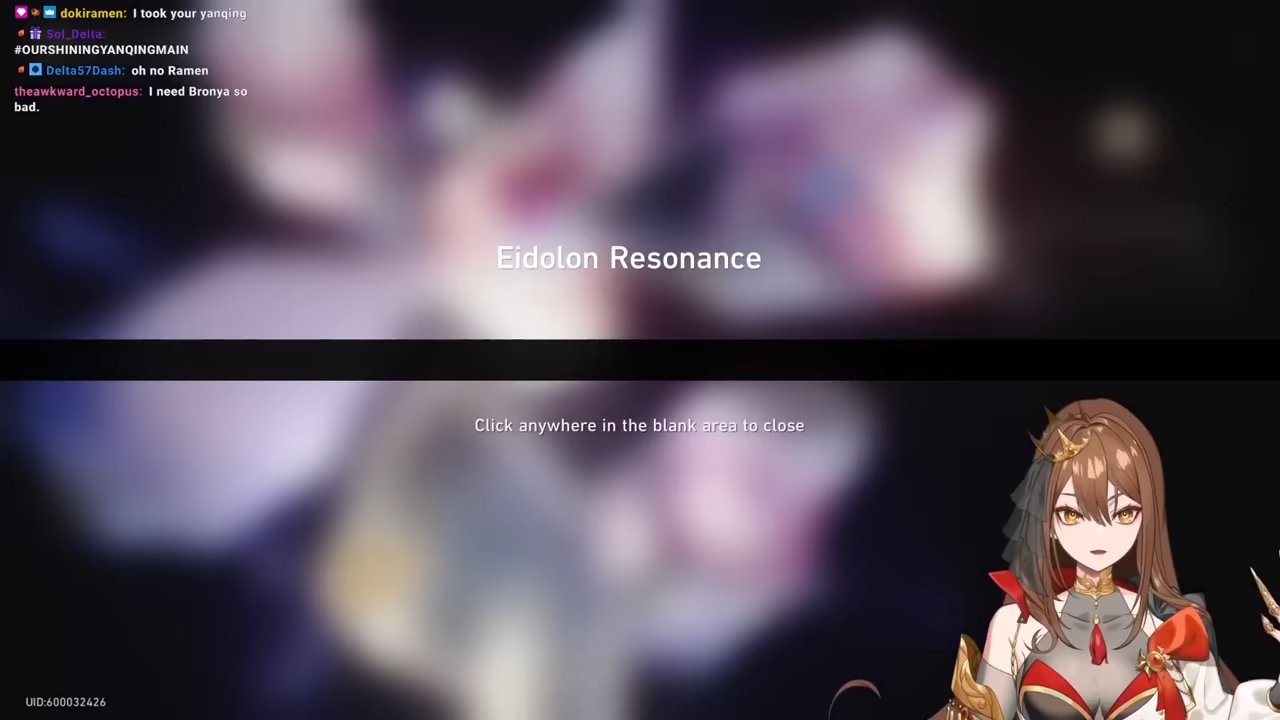 dokiramen: I took your yanqing
Sol_Delta:
#OURSHININGYANQINGMAIN
Delta57Dash: oh no Ramen
theawkward_octopus: I need Bronya so
bad.
Eidolon Resonance
Click anywhere in the blank area to close
UID:600032426